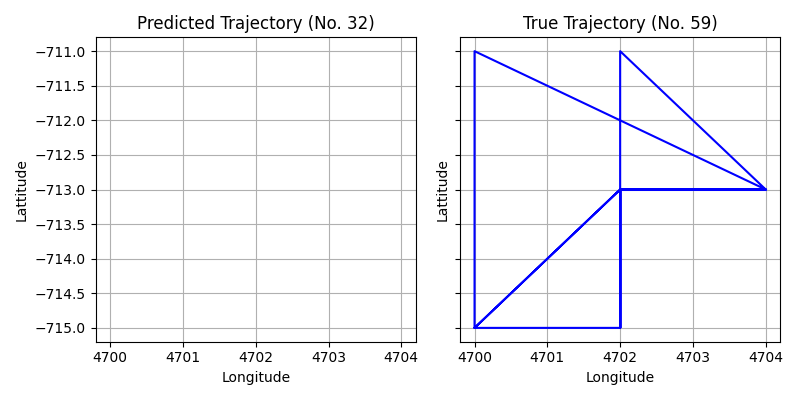 Predicted Trajectory (No. 32)
True Trajectory (No. 59)
Lattitude
−711.0
−711.5
−712.0
−712.5
−713.0
−713.5
−714.0
−714.5
−715.0
4700 4701 4702 4703 4704
Longitude
Lattitude
4700 4701 4702 4703 4704
Longitude